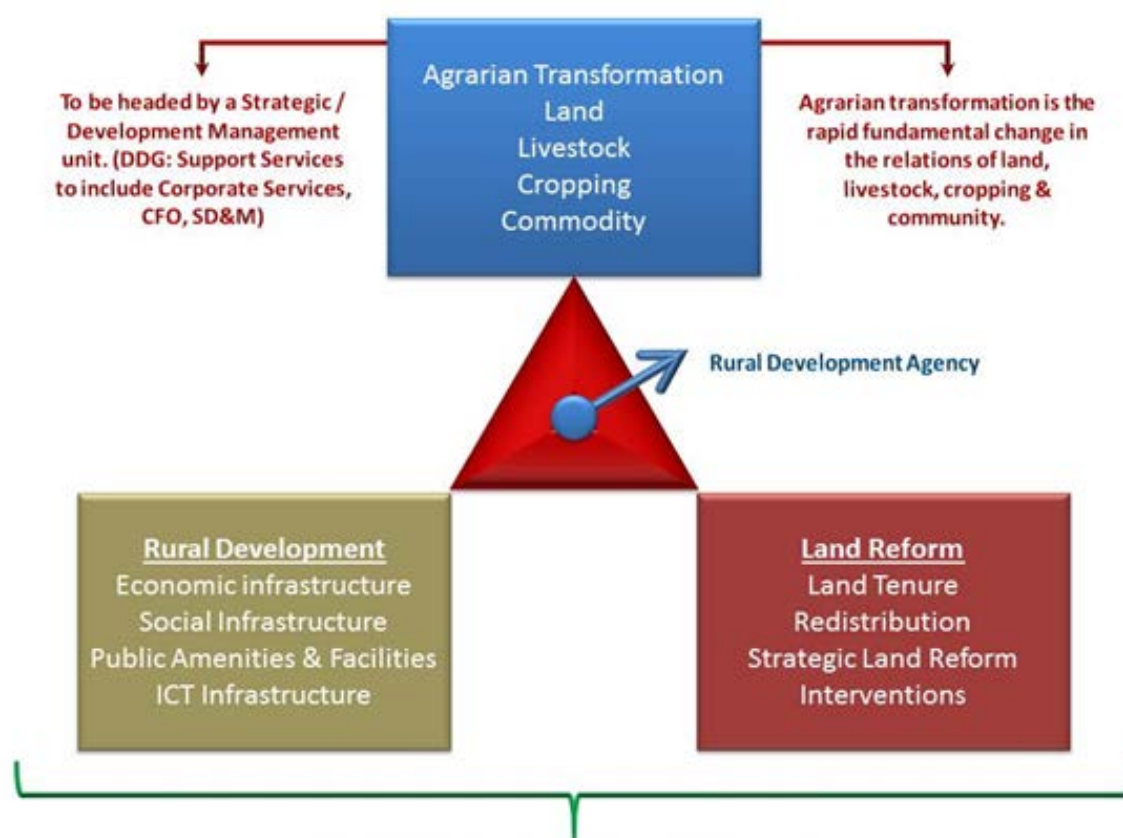 Agrarian Transformation
Land
Livestock
Cropping
Commodity
To be headed by a Strategic /
Development Management
unit. (DDG: Support Services
to include Corporate Services,
CFO, SD&M)
Agrarian transformation is the
rapid fundamental change in
the relations of land,
livestock, cropping &
community.
Rural Development Agency
Rural Development
Economic infrastructure
Social Infrastructure
Public Amenities & Facilities
ICT Infrastructure
Land Reform
Land Tenure
Redistribution
Strategic Land Reform
Interventions